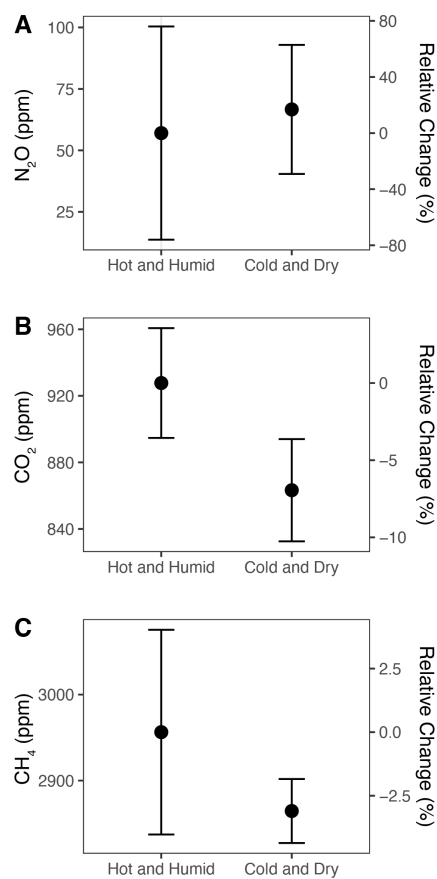 A
N₂O (ppm)
100
75
50
25
80
40
0
−40
−80
Relative Change (%)
Hot and Humid
Cold and Dry
B
CO₂ (ppm)
960
920
880
840
0
−5
−10
Relative Change (%)
Hot and Humid
Cold and Dry
C
CH₄ (ppm)
3000
2900
2.5
0.0
−2.5
Relative Change (%)
Hot and Humid
Cold and Dry